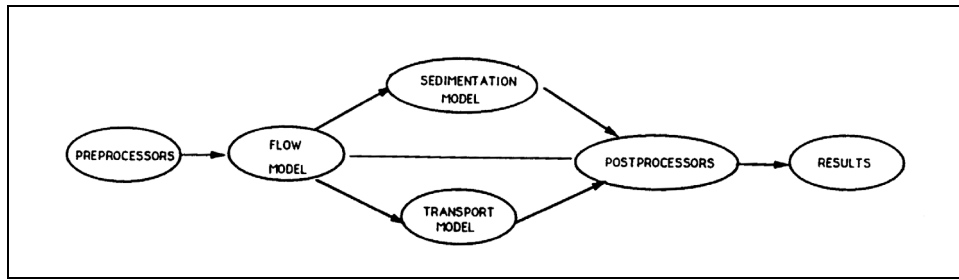 PREPROCESSORS
FLOW
MODEL
SEDIMENTATION
MODEL
TRANSPORT
MODEL
POSTPROCESSORS
RESULTS